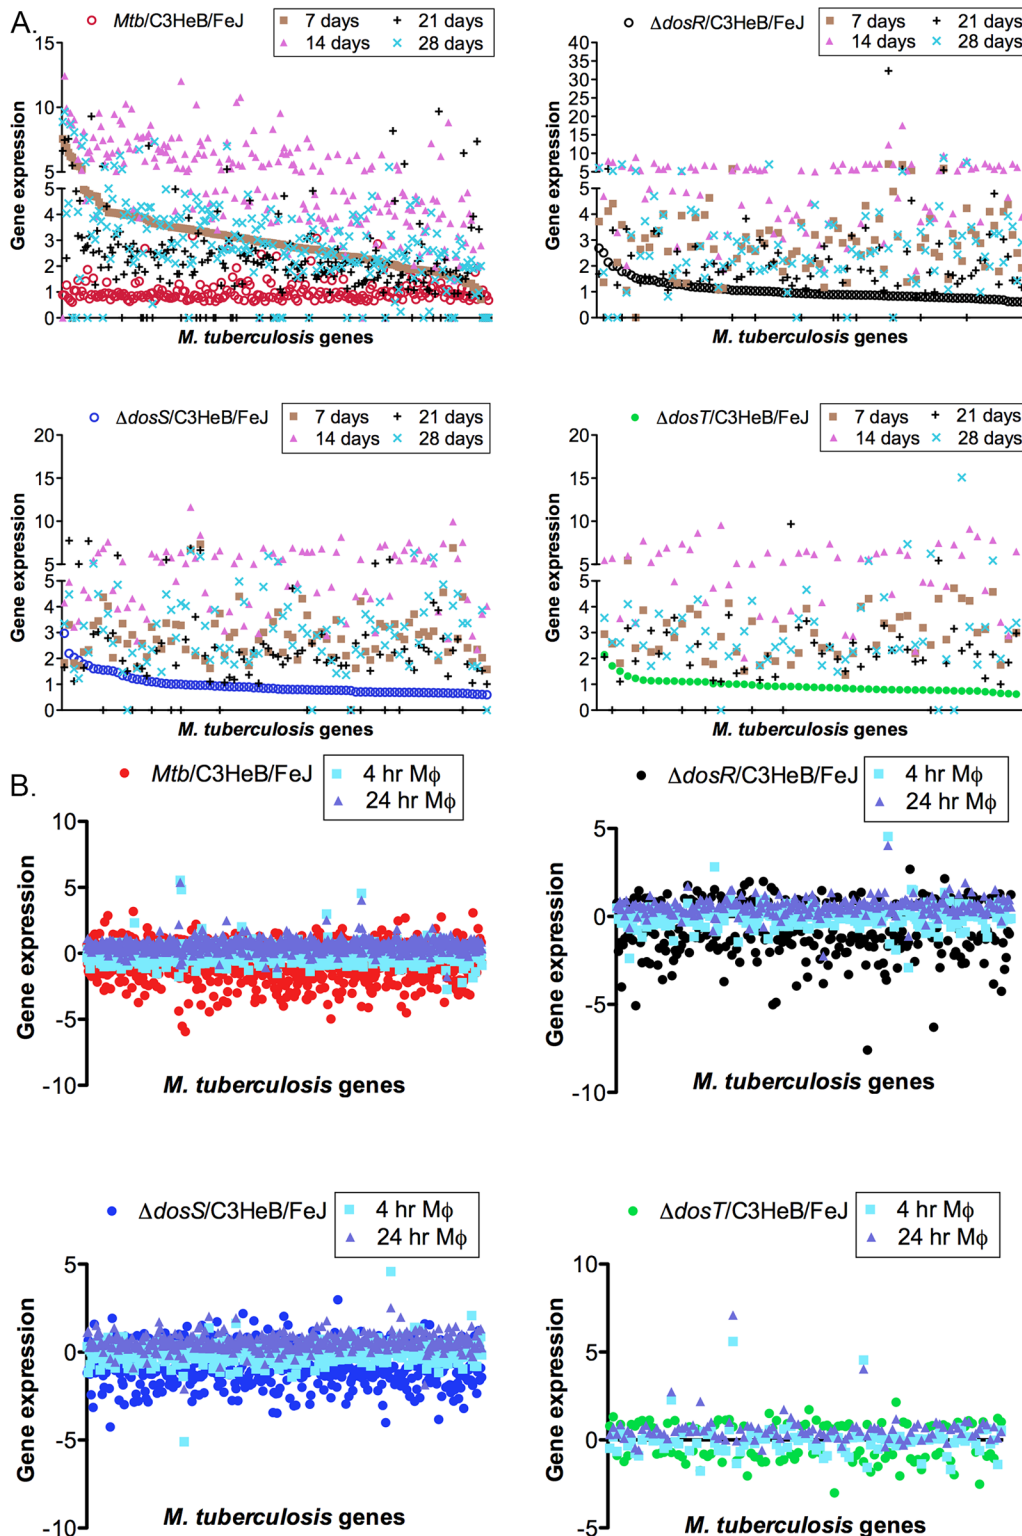 A.
Mtb/C3HeB/FeJ
7 days
21 days
14 days
28 days
15
10
5
5
4
3
2
1
0
Gene expression
M. tuberculosis genes
ΔdosR/C3HeB/FeJ
7 days
21 days
14 days
28 days
40
35
30
25
20
15
10
5
5
4
3
2
1
0
Gene expression
M. tuberculosis genes
ΔdosS/C3HeB/FeJ
7 days
21 days
14 days
28 days
20
15
10
5
5
4
3
2
1
0
Gene expression
M. tuberculosis genes
ΔdosT/C3HeB/FeJ
7 days
21 days
14 days
28 days
20
15
10
5
5
4
3
2
1
0
Gene expression
M. tuberculosis genes
B.
Mtb/C3HeB/FeJ
4 hr Mϕ
24 hr Mϕ
10
5
0
-5
-10
Gene expression
M. tuberculosis genes
ΔdosR/C3HeB/FeJ
4 hr Mϕ
24 hr Mϕ
5
0
-5
-10
Gene expression
M. tuberculosis genes
ΔdosS/C3HeB/FeJ
4 hr Mϕ
24 hr Mϕ
5
0
-5
-10
Gene expression
M. tuberculosis genes
ΔdosT/C3HeB/FeJ
4 hr Mϕ
24 hr Mϕ
10
5
0
-5
Gene expression
M. tuberculosis genes